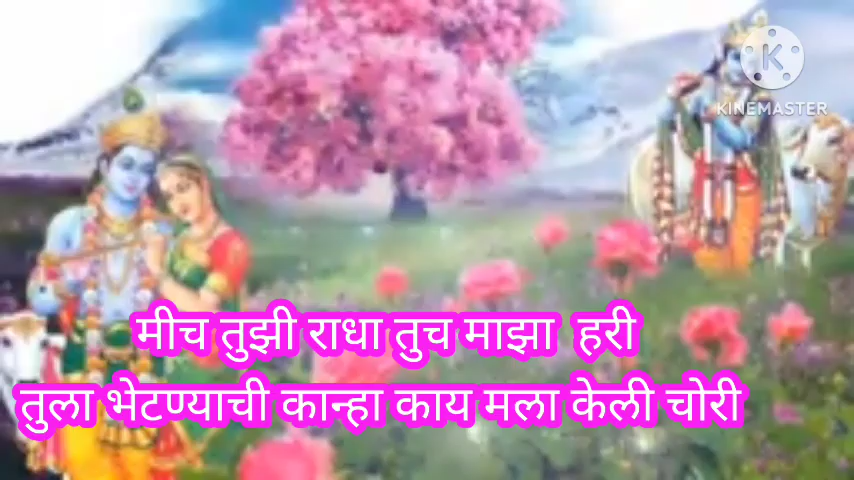 KINEMASTER
मीच तुझी राधा तुच माझा हरी
तुला भेटण्याची कान्हा काय मला केली चोरी